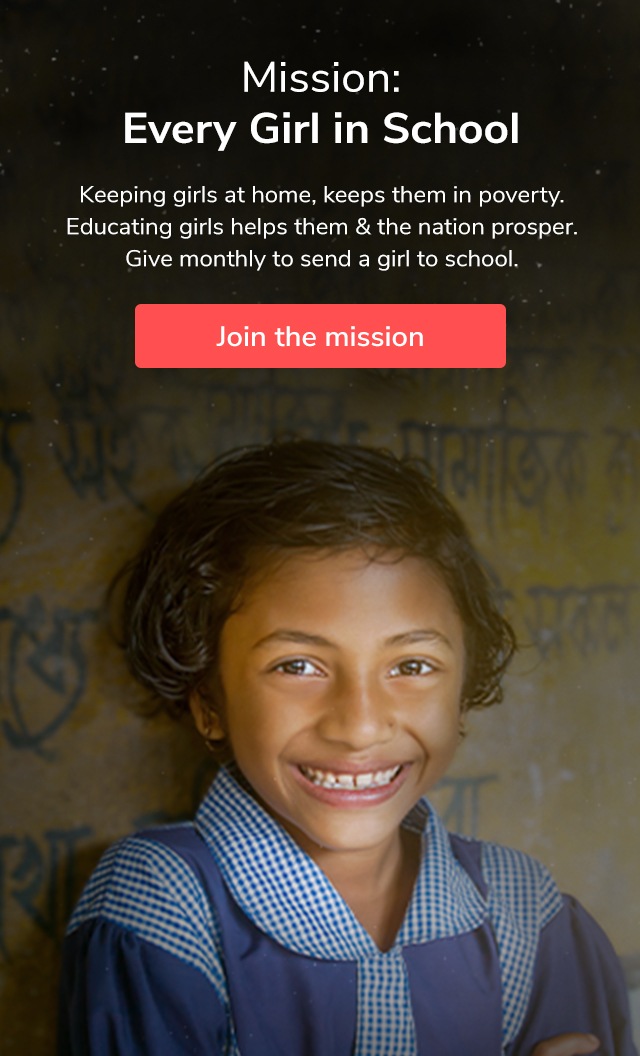 Mission:
Every Girl in School
Keeping girls at home, keeps them in poverty.
Educating girls helps them & the nation prosper.
Give monthly to send a girl to school.
Join the mission
সামাজিক
সকল